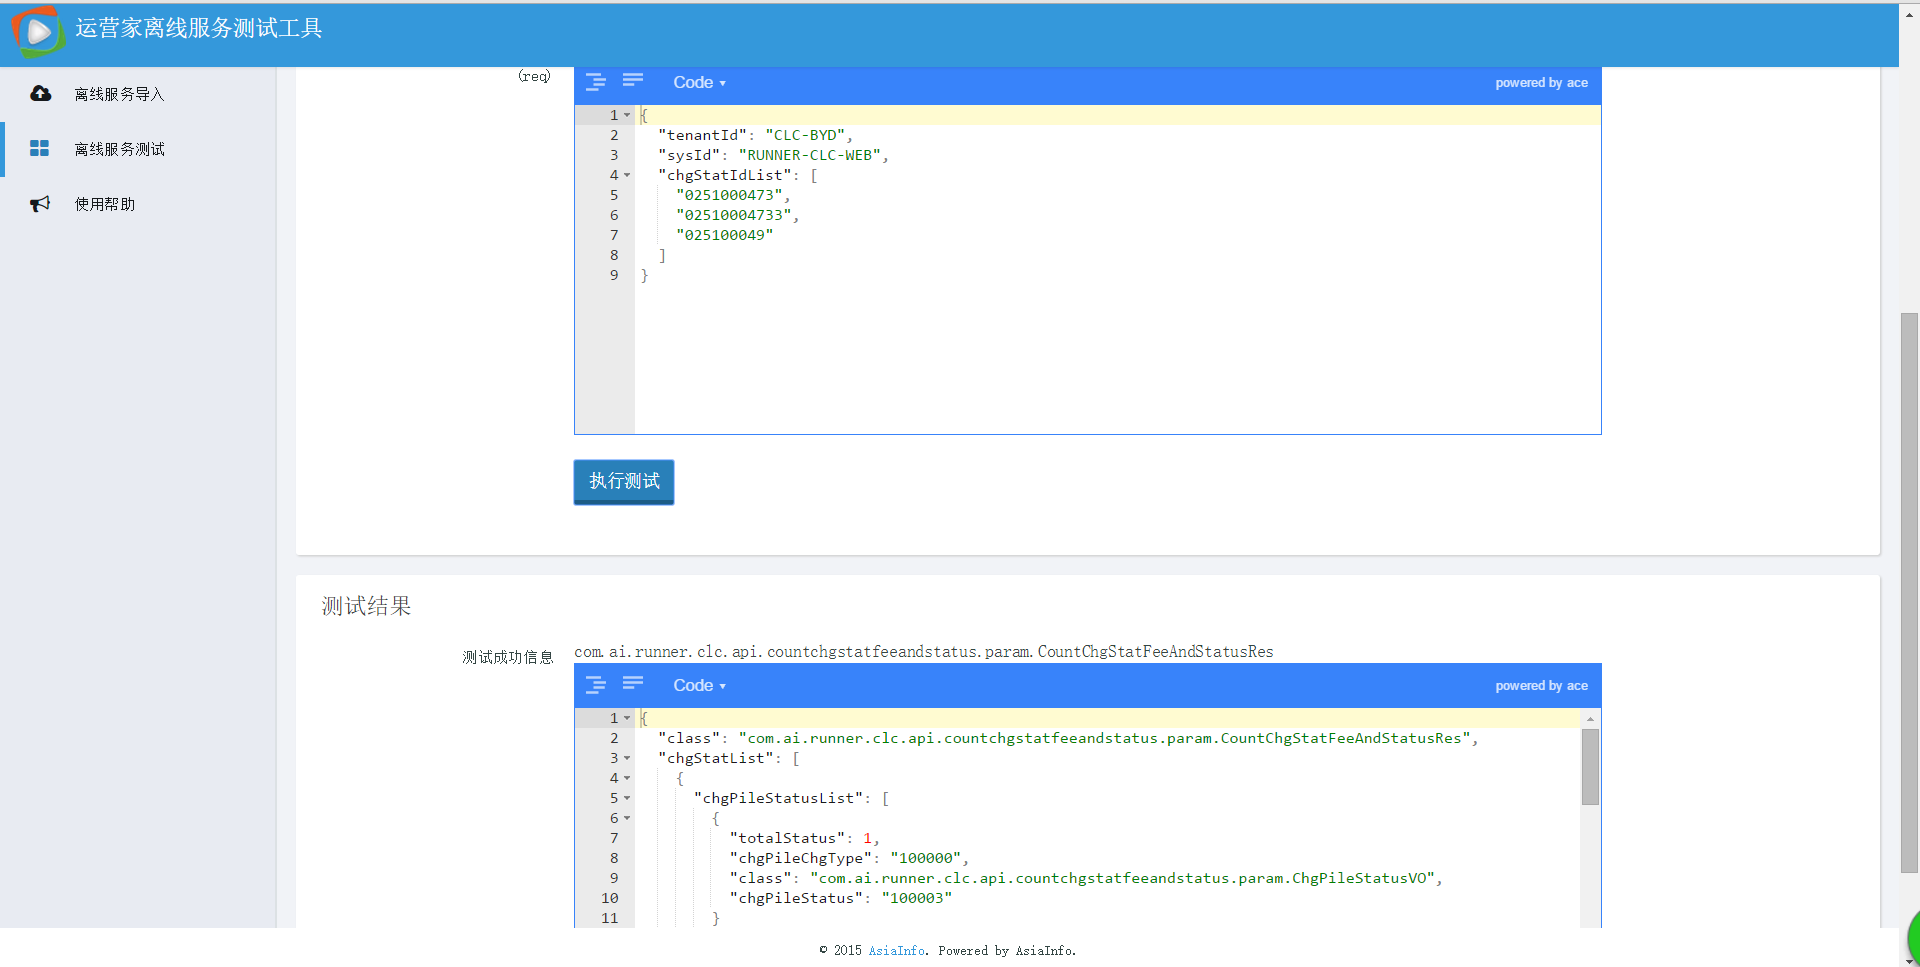 运营家离线服务测试工具
离线服务导入
离线服务测试
使用帮助
(req)
Code
powered by ace
1 {
2 "tenantId": "CLC-BYD",
3 "sysId": "RUNNER-CLC-WEB",
4 "chgStatIdList": [
5 "0251000473",
6 "02510004733",
7 "025100049"
8 ]
9 }
执行测试
测试结果
测试成功信息
com.ai.runner.clc.api.countchgstatfeeandstatus.param.CountChgStatFeeAndStatusRes
Code
powered by ace
1 {
2 "class": "com.ai.runner.clc.api.countchgstatfeeandstatus.param.CountChgStatFeeAndStatusRes",
3 "chgStatList": [
4 {
5 "chgPileStatusList": [
6 {
7 "totalStatus": 1,
8 "chgPileChgType": "100000",
9 "class": "com.ai.runner.clc.api.countchgstatfeeandstatus.param.ChgPileStatusVO",
10 "chgPileStatus": "100003"
11 }
© 2015 AsiaInfo. Powered by AsiaInfo.